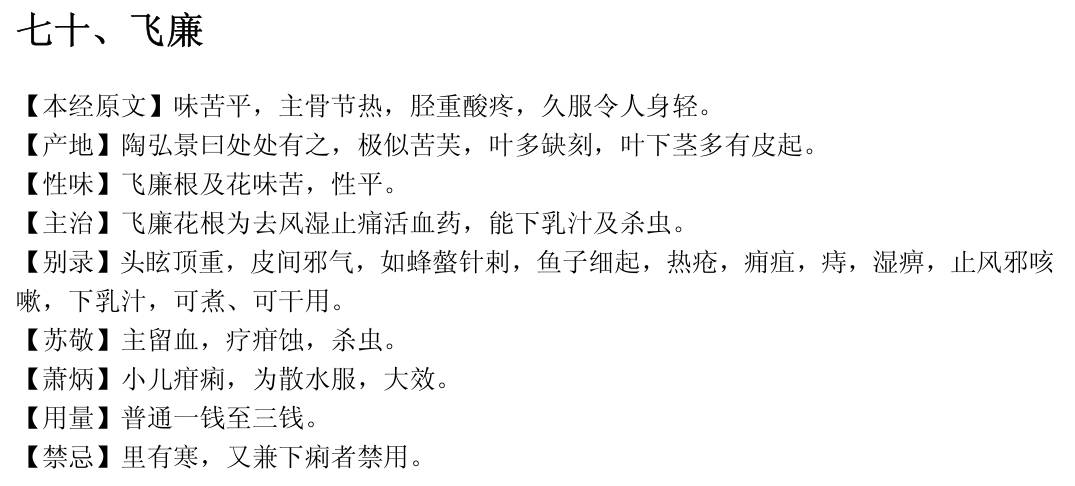 七十、飞廉
【本经原文】味苦平，主骨节热，胫重酸疼，久服令人身轻。
【产地】陶弘景曰处处有之，极似苦芙，叶多缺刻，叶下茎多有皮起。
【性味】飞廉根及花味苦，性平。
【主治】飞廉花根为去风湿止痛活血药，能下乳汁及杀虫。
【别录】头眩顶重，皮间邪气，如蜂螫针刺，鱼子细起，热疮，痈疽，痔，湿痹，止风邪咳
嗽，下乳汁，可煮、可干用。
【苏敬】主留血，疗疳蚀，杀虫。
【萧炳】小儿疳痢，为散水服，大效。
【用量】普通一钱至三钱。
【禁忌】里有寒，又兼下痢者禁用。